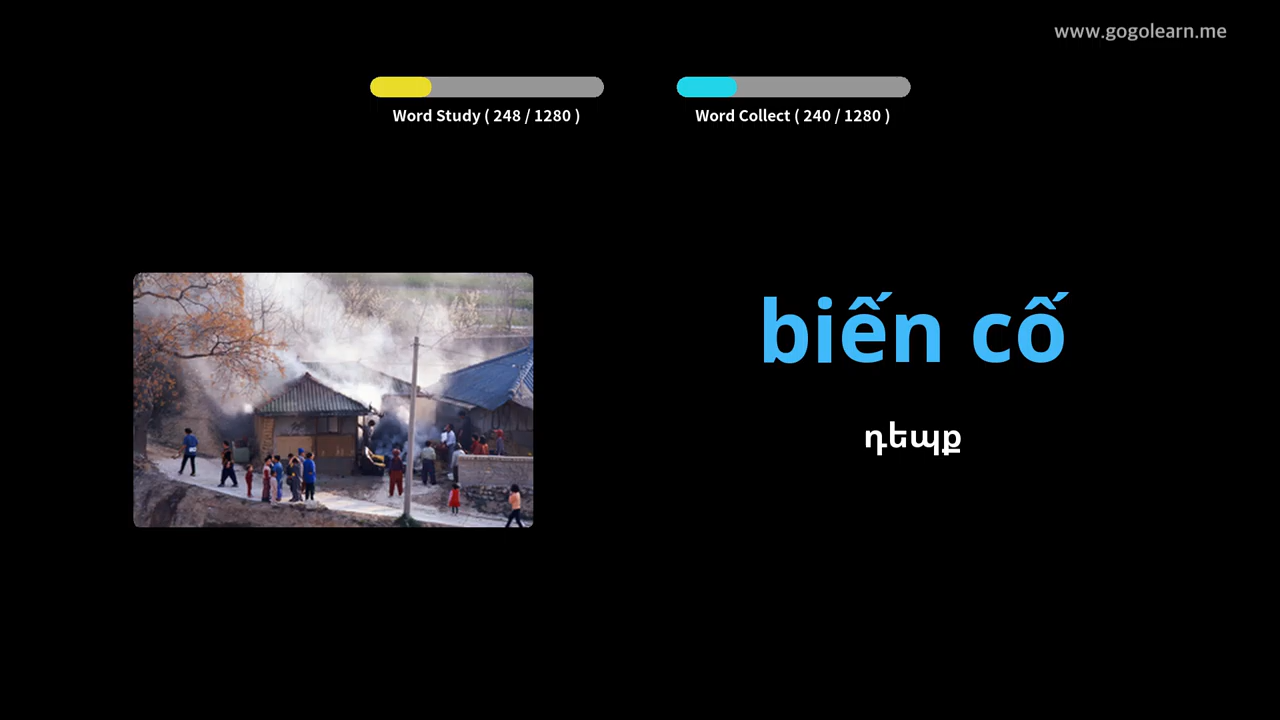 www.gogolearn.me
Word Study ( 248 / 1280 )
Word Collect ( 240 / 1280 )
biến cố
դեպք